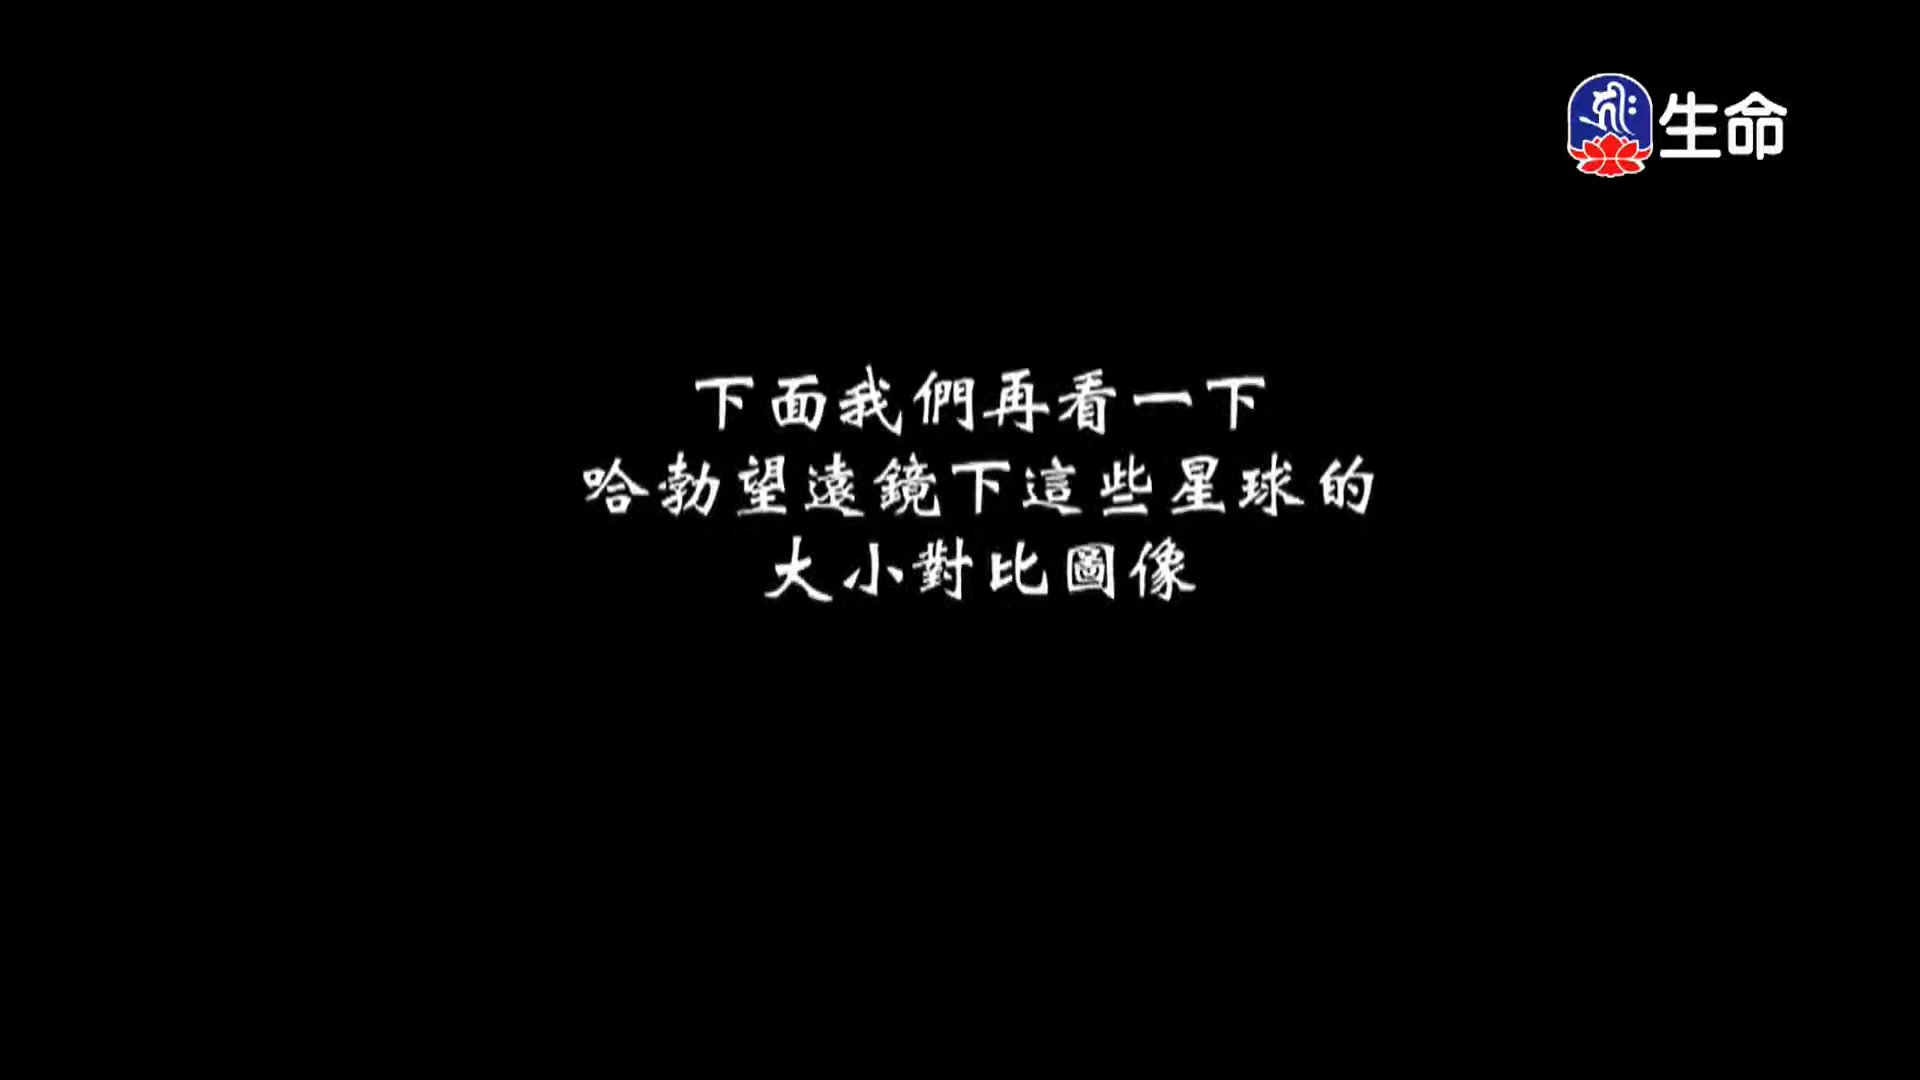 生命
下面我們再看一下
哈勃望遠鏡下這些星球的
大小對比圖像